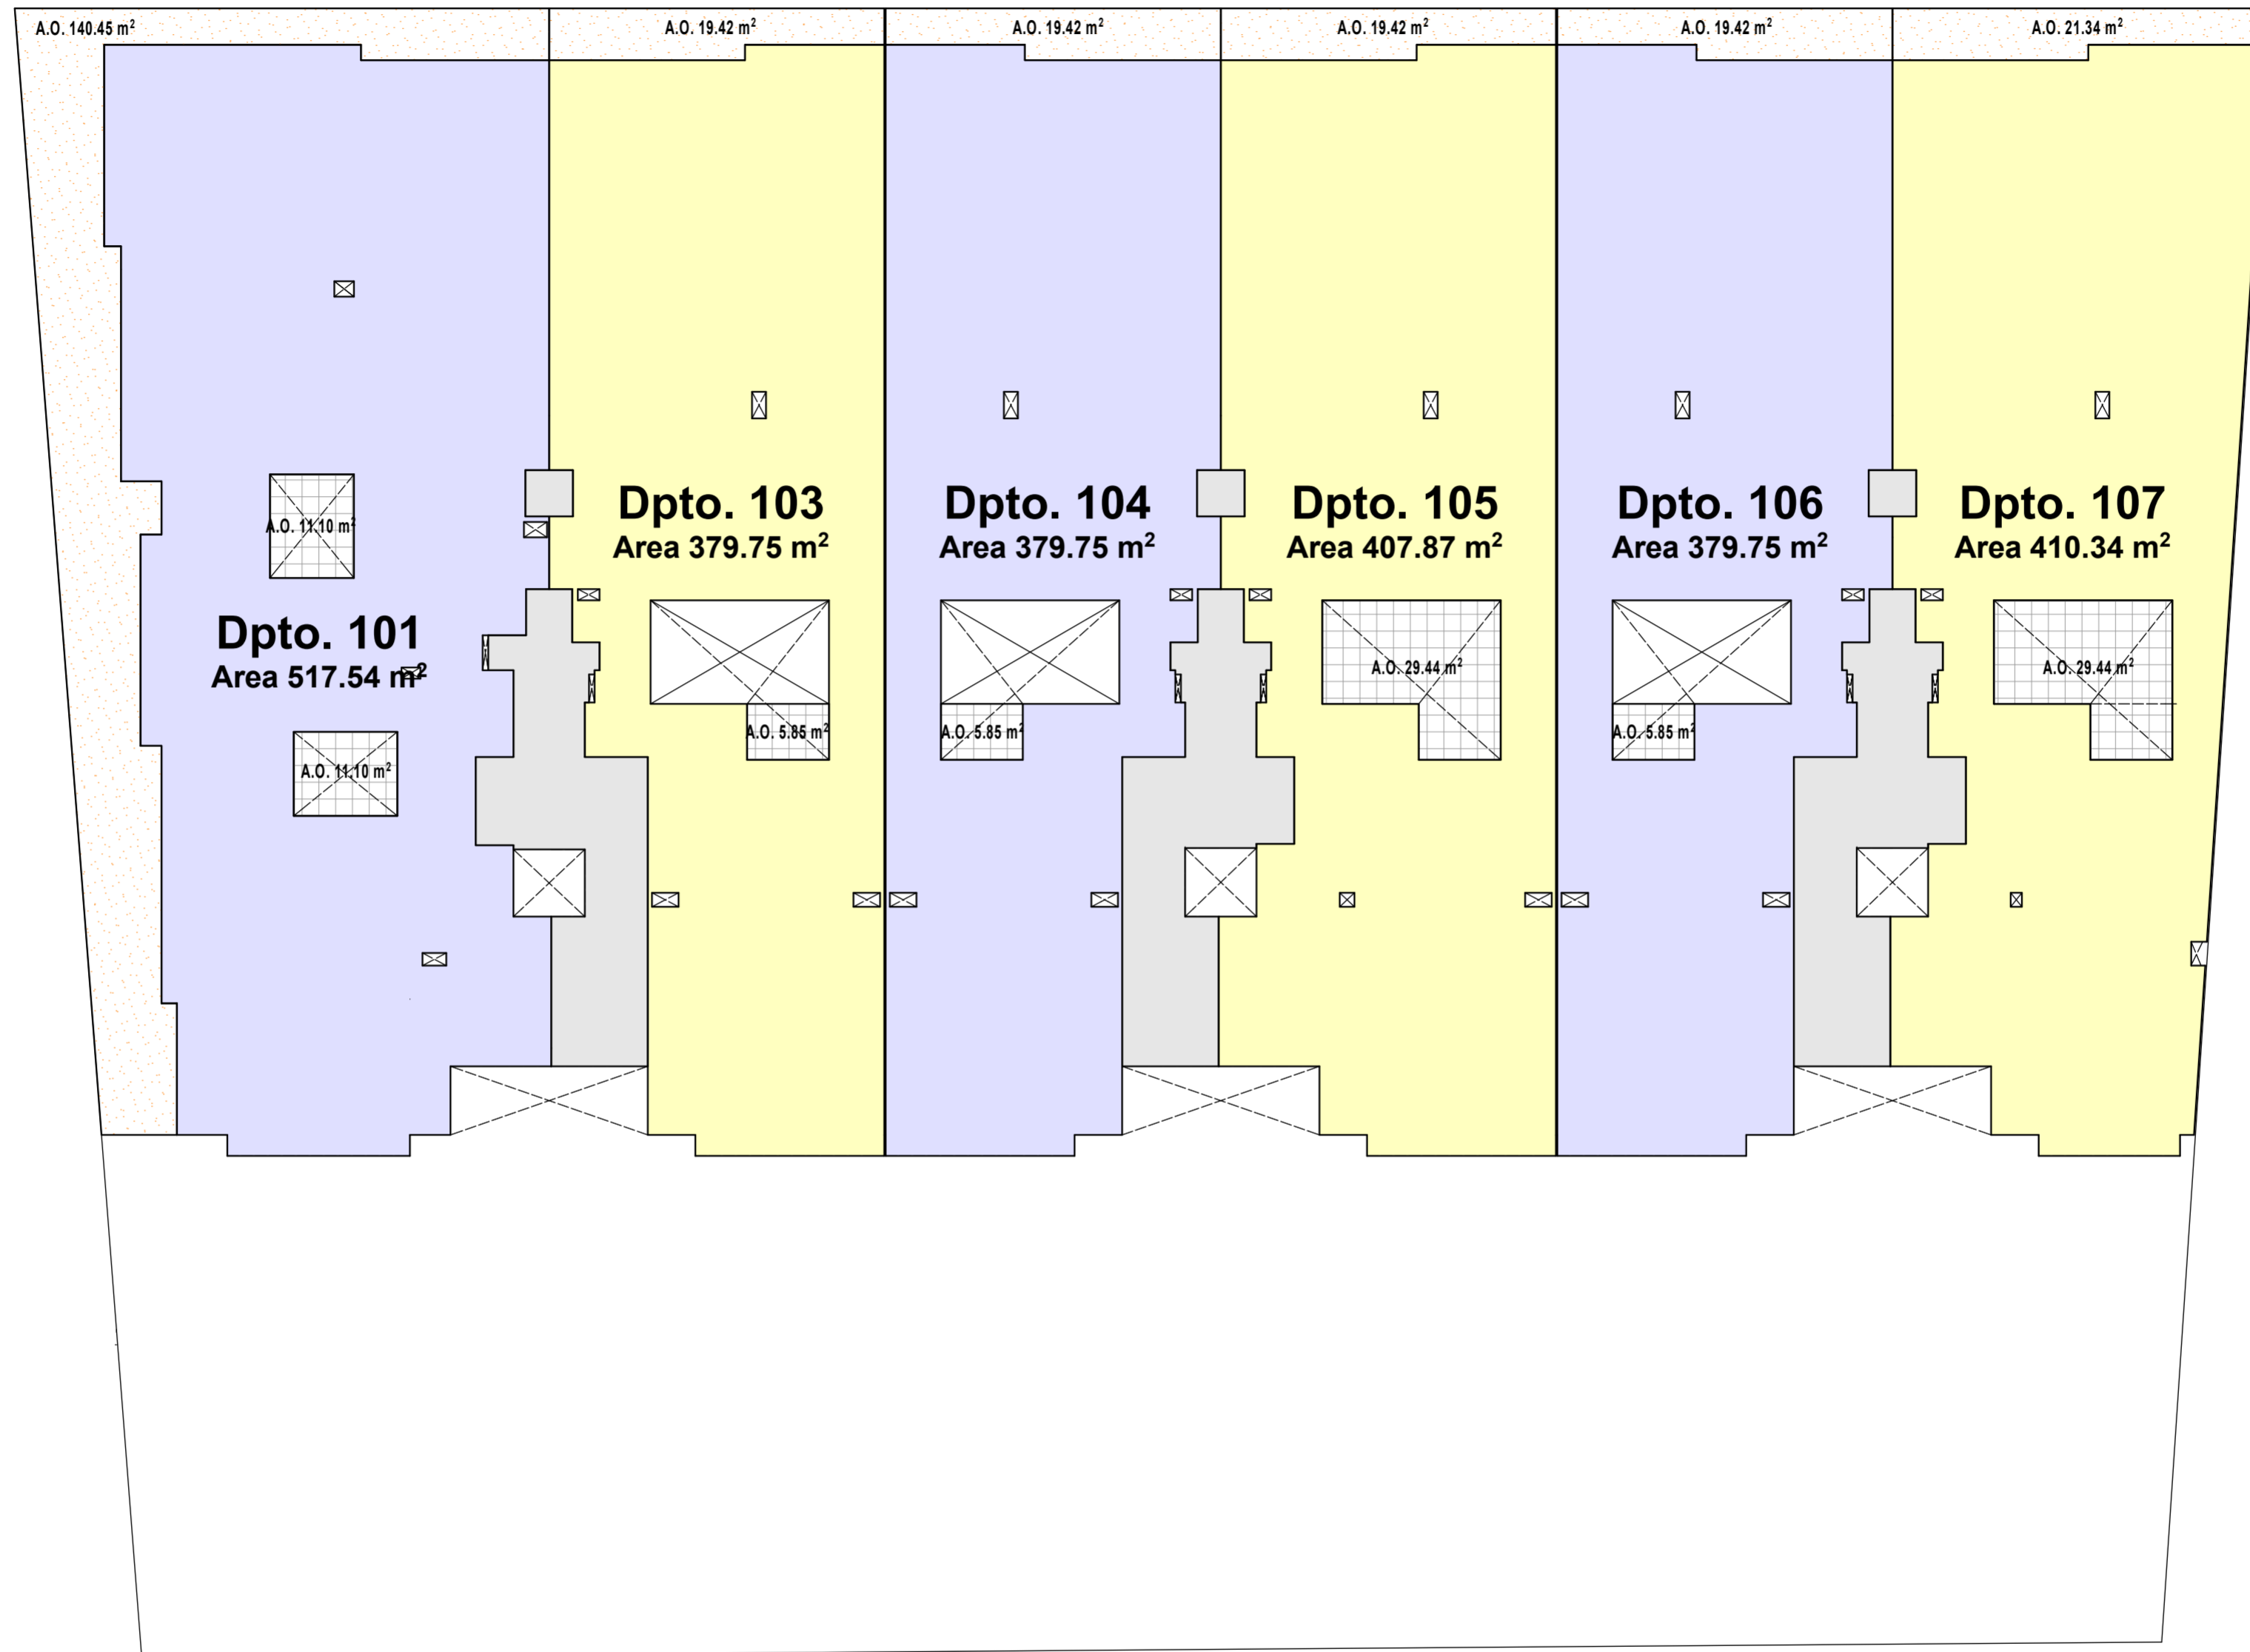 A.O. 140.45 m²
A.O. 19.42 m²
A.O. 19.42 m²
A.O. 19.42 m²
A.O. 19.42 m²
A.O. 21.34 m²
Dpto. 103
Area 379.75 m²
Dpto. 104
Area 379.75 m²
Dpto. 105
Area 407.87 m²
Dpto. 106
Area 379.75 m²
Dpto. 107
Area 410.34 m²
A.O. 11.10 m²
Dpto. 101
Area 517.54 m²
A.O. 29.44 m²
A.O. 29.44 m²
A.O. 5.85 m²
A.O. 5.85 m²
A.O. 5.85 m²
A.O. 11.10 m²